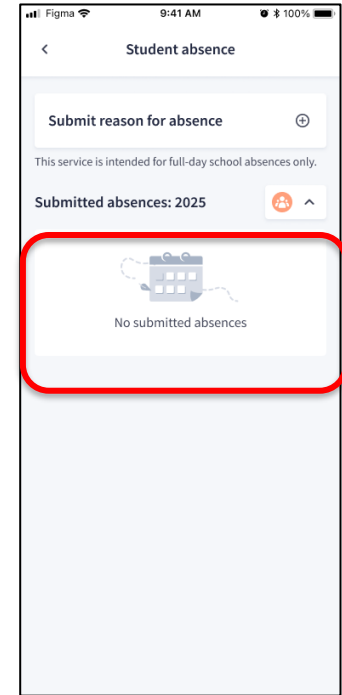 Figma 9:41 AM 100%
Student absence
Submit reason for absence
This service is intended for full-day school absences only.
Submitted absences: 2025
No submitted absences